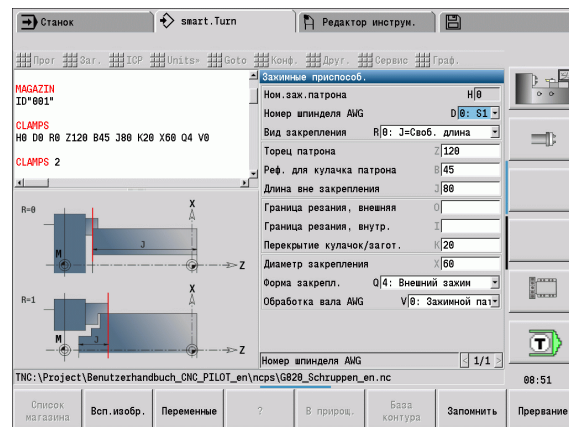 Станок
smart.Turn
Редактор инструм.
Прог Заг. ICP Units» Goto Конф. Друг. Сервис Граф.
MAGAZIN
ID"001"
CLAMPS
H0 D0 R0 Z120 B45 J80 K20 X60 Q4 V0
CLAMPS 2
Зажимные приспособ.
Ном.заж.патрона H 0
Номер шпинделя AWG D 0: S1
Вид закрепления R 0: J=Своб. длина
Торец патрона Z 120
Реф. для кулачка патрона B 45
Длина вне закрепления J 80
Граница резания, внешняя O
Граница резания, внутр. I
Перекрытие кулачок/загот. K 20
Диаметр закрепления X 60
Форма закрепл. Q 4: Внешний зажим
Обработка вала AWG V 0: Зажимной пат
Номер шпинделя AWG < 1/1 >
R=0
X
J
M
Z
R=1
X
M
J
Z
T
TNC:\Project\Benutzerhandbuch_CNC_PILOT_en\ncps\G820_Schruppen_en.nc
08:51
Список магазина
Всп.изобр.
Переменные
?
В прирощ.
База контура
Запомнить
Прервание